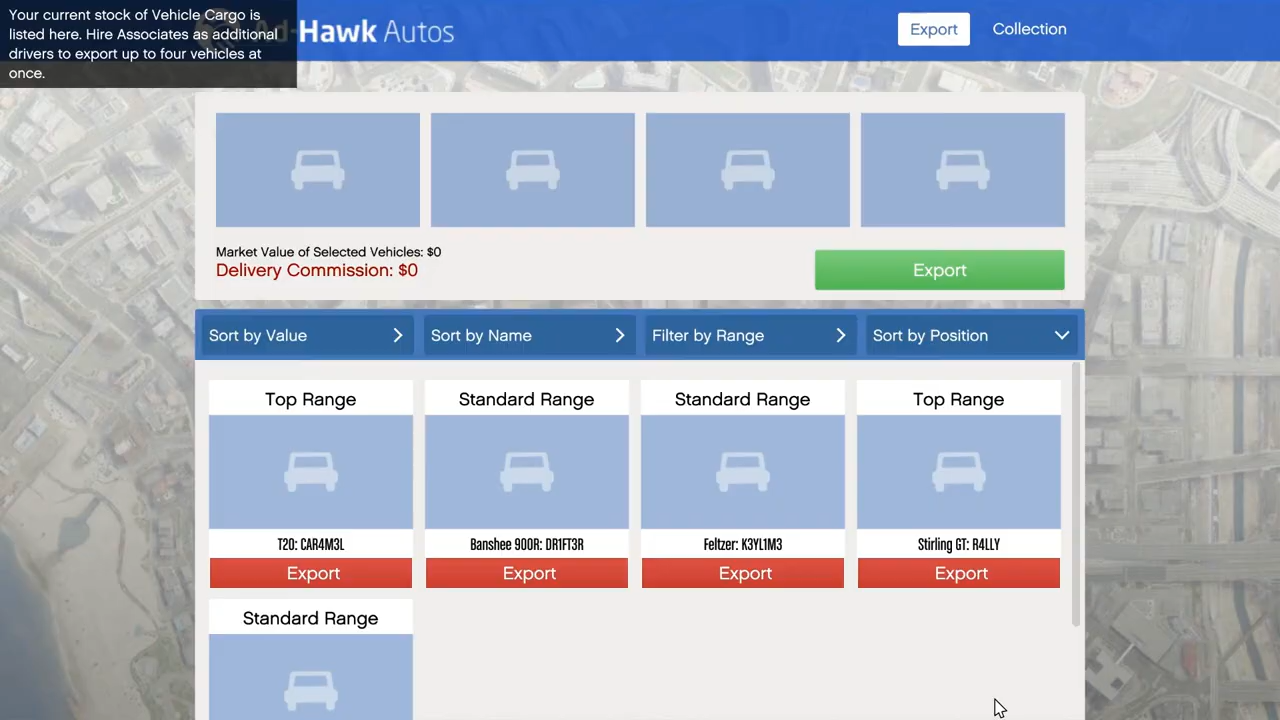 Your current stock of Vehicle Cargo is
listed here. Hire Associates as additional
drivers to export up to four vehicles at
once.
Hawk Autos
Export
Collection
Market Value of Selected Vehicles: $0
Delivery Commission: $0
Export
Sort by Value
Sort by Name
Filter by Range
Sort by Position
Top Range
Standard Range
Standard Range
Top Range
T20: CAR4M3L
Banshee 900R: DR1FT3R
Feltzer: K3YL1M3
Stirling GT: R4LLY
Export
Export
Export
Export
Standard Range